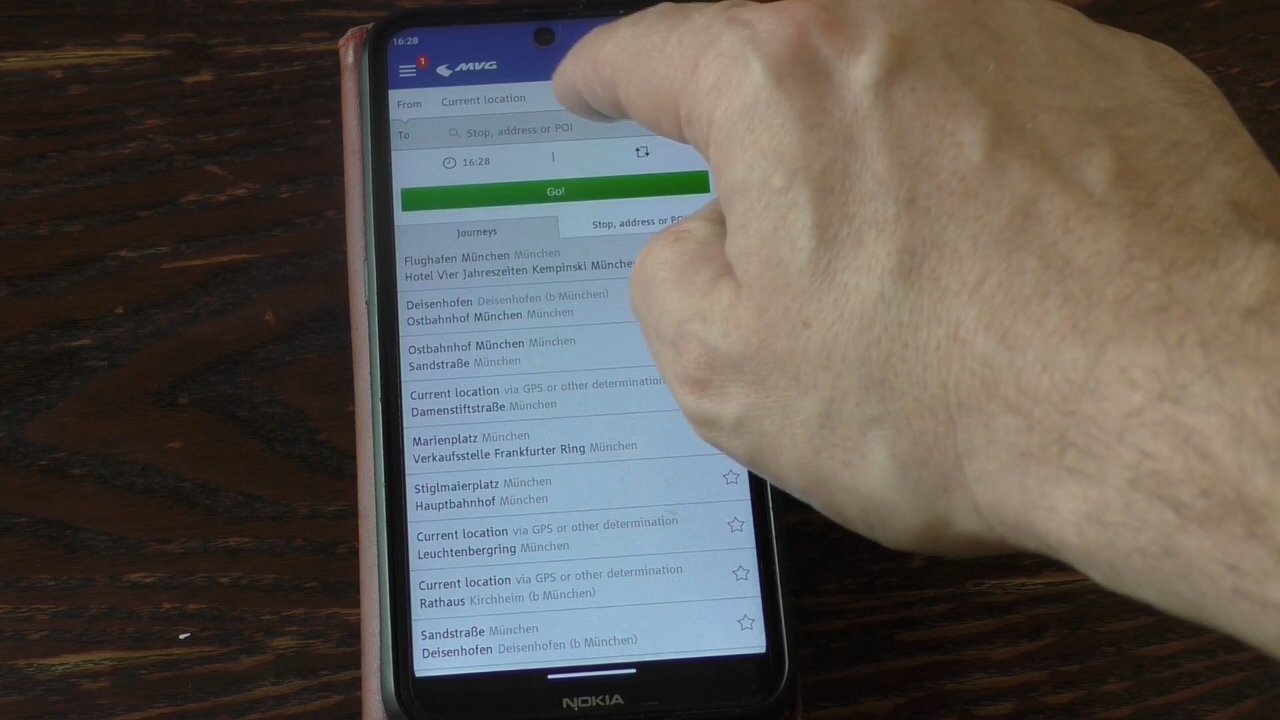 16:28
1
MVG
From Current location
To Stop, address or POI
16:28
Go!
Journeys
Stop, address or PO
Flughafen München München
Hotel Vier Jahreszeiten Kempinski Münche
Deisenhofen Deisenhofen (b München)
Ostbahnhof München München
Ostbahnhof München München
Sandstraße München
Current location via GPS or other determination
Damenstiftstraße München
Marienplatz München
Verkaufsstelle Frankfurter Ring München
Stiglmaierplatz München
Hauptbahnhof München
Current location via GPS or other determination
Leuchtenbergring München
Current location via GPS or other determination
Rathaus Kirchheim (b München)
Sandstraße München
Deisenhofen Deisenhofen (b München)
NOKIA